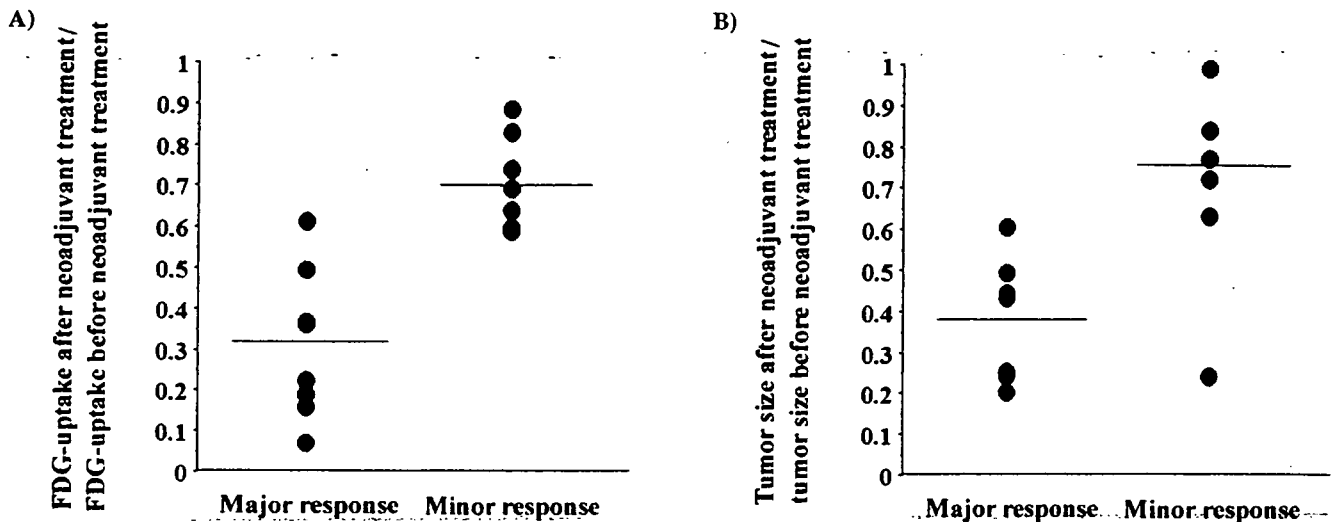 A)
FDG-uptake after neoadjuvant treatment/
FDG-uptake before neoadjuvant treatment
1
0.9
0.8
0.7
0.6
0.5
0.4
0.3
0.2
0.1
0
Major response Minor response
B)
Tumor size after neoadjuvant treatment/
tumor size before neoadjuvant treatment
1
0.9
0.8
0.7
0.6
0.5
0.4
0.3
0.2
0.1
0
Major response Minor response